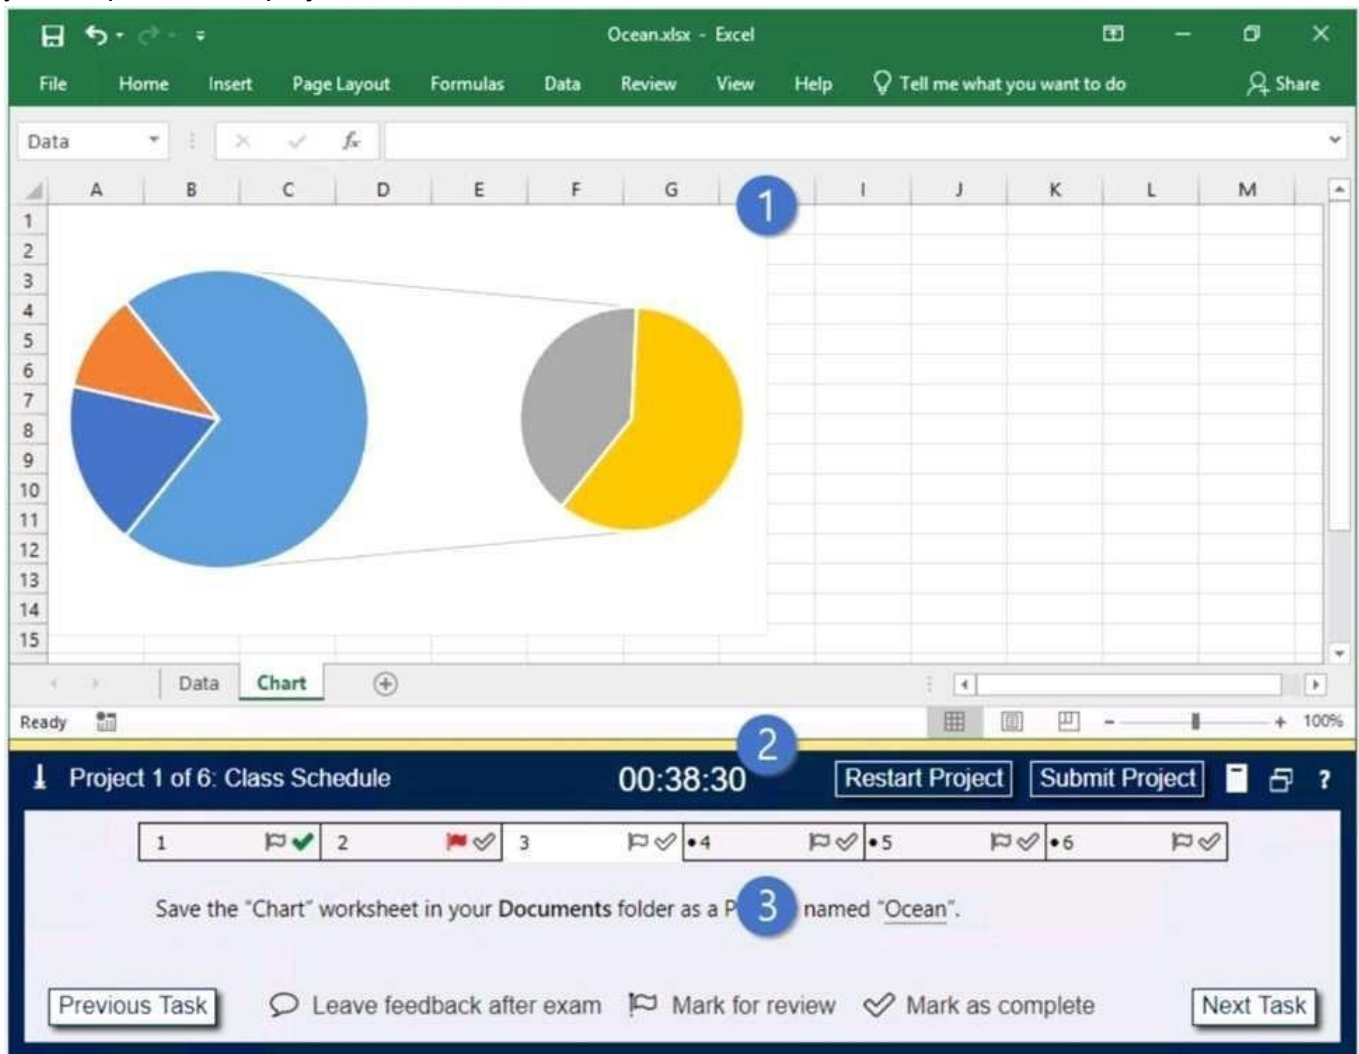 Ocean.xlsx - Excel
File Home Insert Page Layout Formulas Data Review View Help Tell me what you want to do Share
Data fx
A B C D E F G I J K L M
1
1
2
3
4
5
6
7
8
9
10
11
12
13
14
15
Data Chart
Ready 100%
2
Project 1 of 6: Class Schedule 00:38:30 Restart Project Submit Project ?
1 2 3 •4 •5 •6
Save the "Chart" worksheet in your Documents folder as a P 3 named "Ocean".
Previous Task Leave feedback after exam Mark for review Mark as complete Next Task